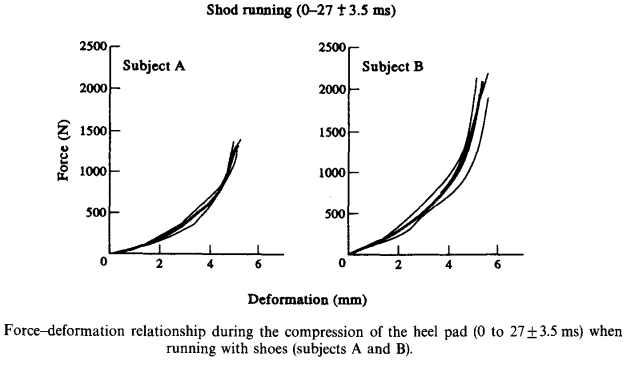 Shod running (0–27 ± 3.5 ms)
Subject A
Subject B
Force (N)
2500
2000
1500
1000
500
0
2
4
6
2500
2000
1500
1000
500
0
2
4
6
Deformation (mm)
Force–deformation relationship during the compression of the heel pad (0 to 27±3.5 ms) when
running with shoes (subjects A and B).